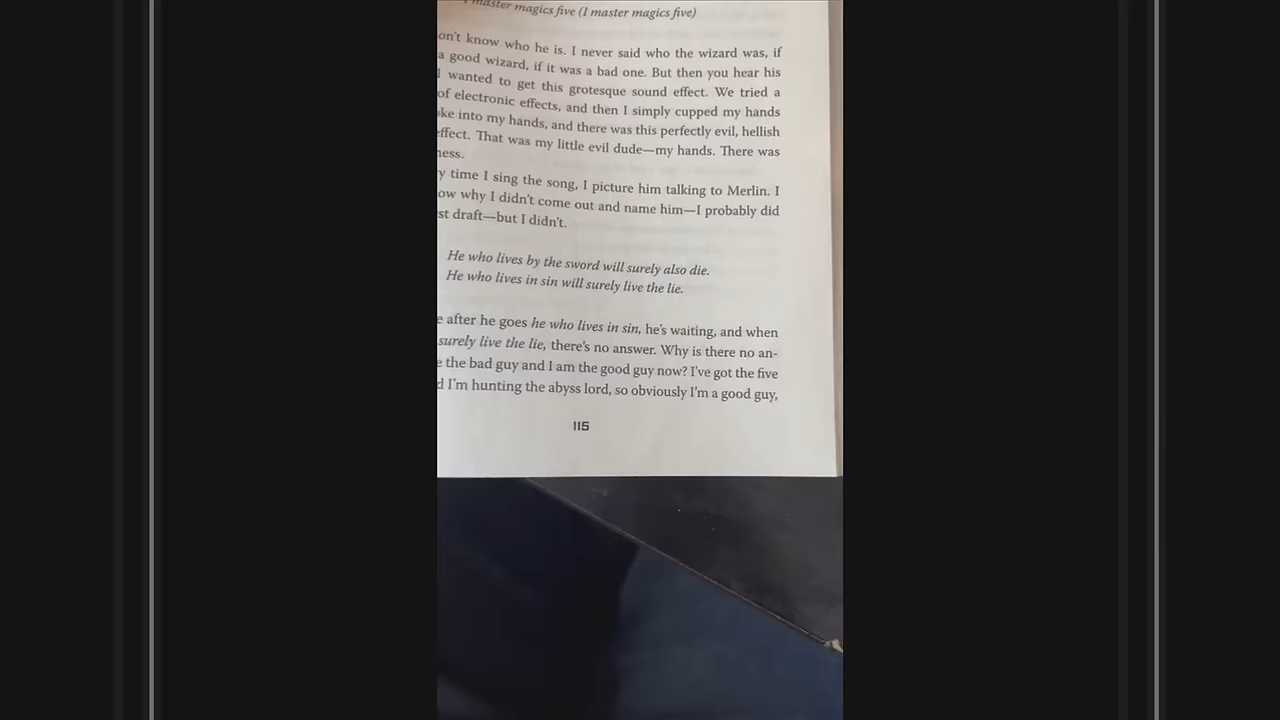 master magics five (I master magics five)
on't know who he is. I never said who the wizard was, if
a good wizard, if it was a bad one. But then you hear his
I wanted to get this grotesque sound effect. We tried a
of electronic effects, and then I simply cupped my hands
ke into my hands, and there was this perfectly evil, hellish
effect. That was my little evil dude—my hands. There was
ness.
y time I sing the song, I picture him talking to Merlin. I
ow why I didn't come out and name him—I probably did
st draft—but I didn't.
He who lives by the sword will surely also die.
He who lives in sin will surely live the lie.
e after he goes he who lives in sin, he's waiting, and when
surely live the lie, there's no answer. Why is there no an-
e the bad guy and I am the good guy now? I've got the five
d I'm hunting the abyss lord, so obviously I'm a good guy,
115